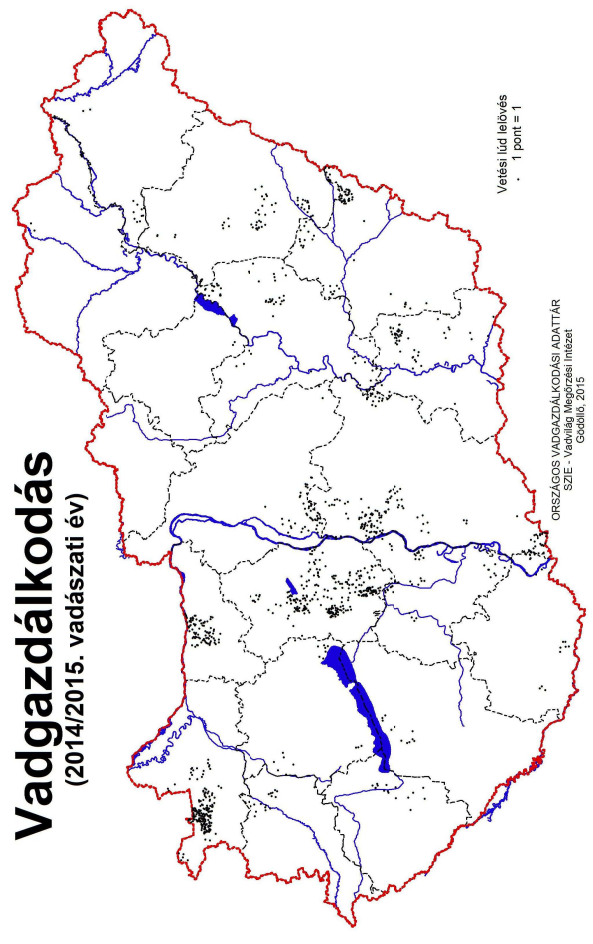 Vadgazdálkodás
(2014/2015. vadászati év)
Vetési lúd lelövés
1 pont = 1
ORSZÁGOS VADGAZDÁLKODÁSI ADATTÁR
SZIE - Vadvilág Megőrzési Intézet
Gödöllő, 2015